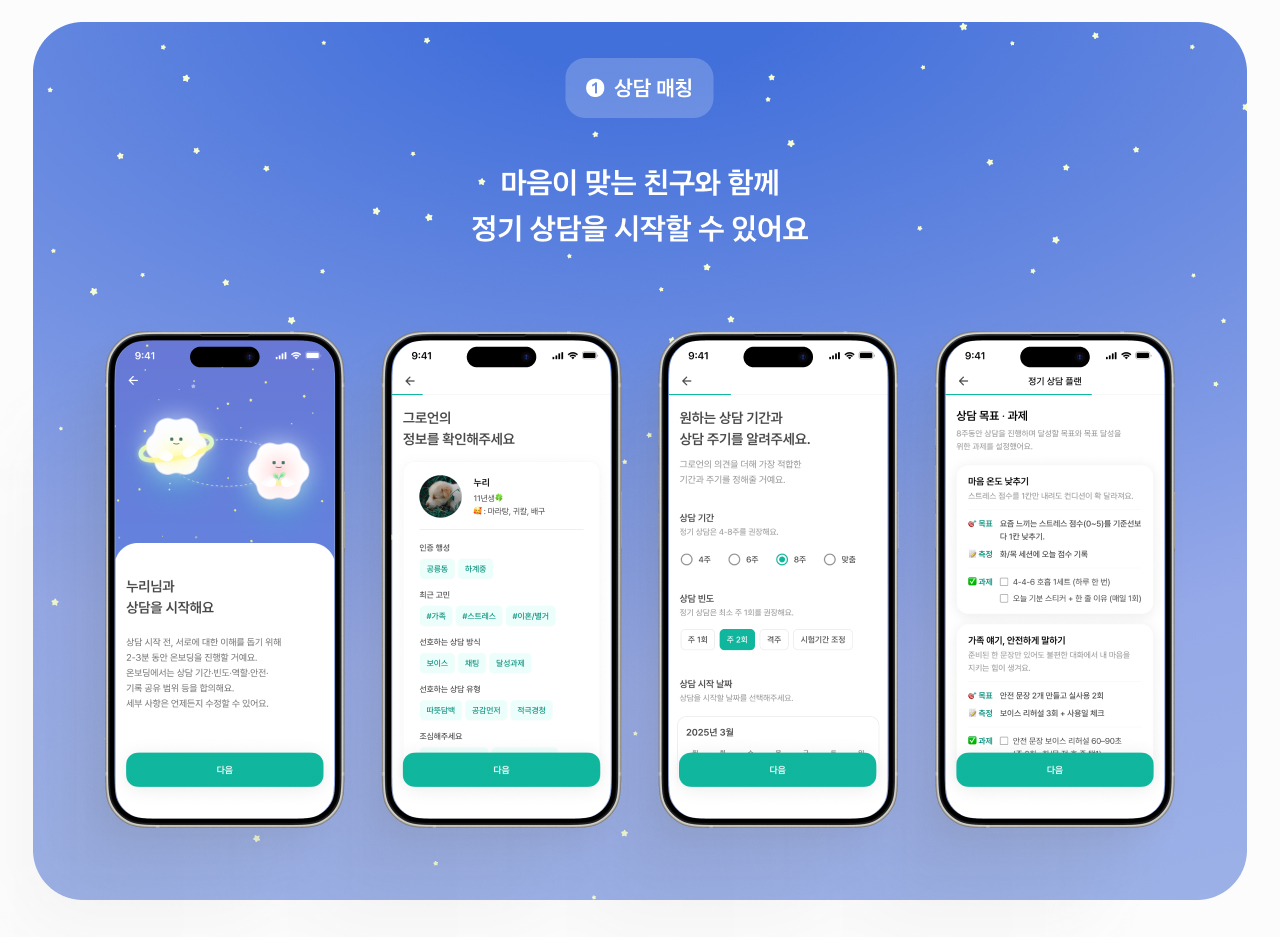 1 상담 매칭
마음이 맞는 친구와 함께
정기 상담을 시작할 수 있어요
9:41
누리님과
상담을 시작해요
상담 시작 전, 서로에 대한 이해를 돕기 위해
2-3분 동안 온보딩을 진행할 거예요.
온보딩에서는 상담 기간·빈도·역할·안전·
기록 공유 범위 등을 합의해요.
세부 사항은 언제든지 수정할 수 있어요.
다음
9:41
그로언의
정보를 확인해주세요
누리
11년생🍀
🥰 : 마라탕, 귀칼, 배구
인증 행성
공룡동 하계중
최근 고민
#가족 #스트레스 #이혼/별거
선호하는 상담 방식
보이스 채팅 달성과제
선호하는 상담 유형
따뜻담백 공감먼저 적극경청
조심해주세요
다음
9:41
원하는 상담 기간과
상담 주기를 알려주세요.
그로언의 의견을 더해 가장 적합한
기간과 주기를 정해줄 거예요.
상담 기간
정기 상담은 4-8주를 권장해요.
4주 6주 8주 맞춤
상담 빈도
정기 상담은 최소 주 1회를 권장해요.
주 1회 주 2회 격주 시험기간 조정
상담 시작 날짜
상담을 시작할 날짜를 선택해주세요.
2025년 3월
다음
9:41
정기 상담 플랜
상담 목표 · 과제
8주동안 상담을 진행하며 달성할 목표와 목표 달성을
위한 과제를 설정했어요.
마음 온도 낮추기
스트레스 점수를 1칸만 내려도 컨디션이 확 달라져요.
🎯 목표 요즘 느끼는 스트레스 점수(0~5)를 기준선보
다 1칸 낮추기.
📝 측정 화/목 세션에 오늘 점수 기록
✅ 과제 4-4-6 호흡 1세트 (하루 한 번)
오늘 기분 스티커 + 한 줄 이유 (매일 1회)
가족 얘기, 안전하게 말하기
준비된 한 문장만 있어도 불편한 대화에서 내 마음을
지키는 힘이 생겨요.
🎯 목표 안전 문장 2개 만들고 실사용 2회
📝 측정 보이스 리허설 3회 + 사용일 체크
✅ 과제 안전 문장 보이스 리허설 60–90초
다음